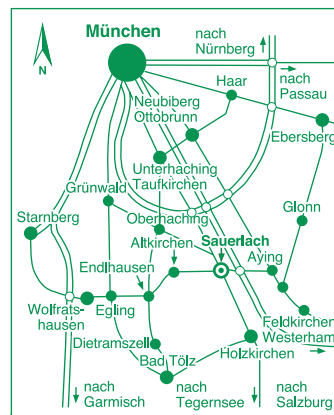 München
nach
Nürnberg
N
nach
Passau
Haar
Neubiberg
Ottobrunn
Ebersberg
Unterhaching
Taufkirchen
Grünwald
Starnberg
Oberhaching
Glonn
Altkirchen
Sauerlach
Endlhausen
Aying
Wolfrats-
hausen
Egling
Feldkirchen
Westerham
Dietramszell
Bad Tölz
Holzkirchen
nach
Garmisch
nach
Tegernsee
nach
Salzburg